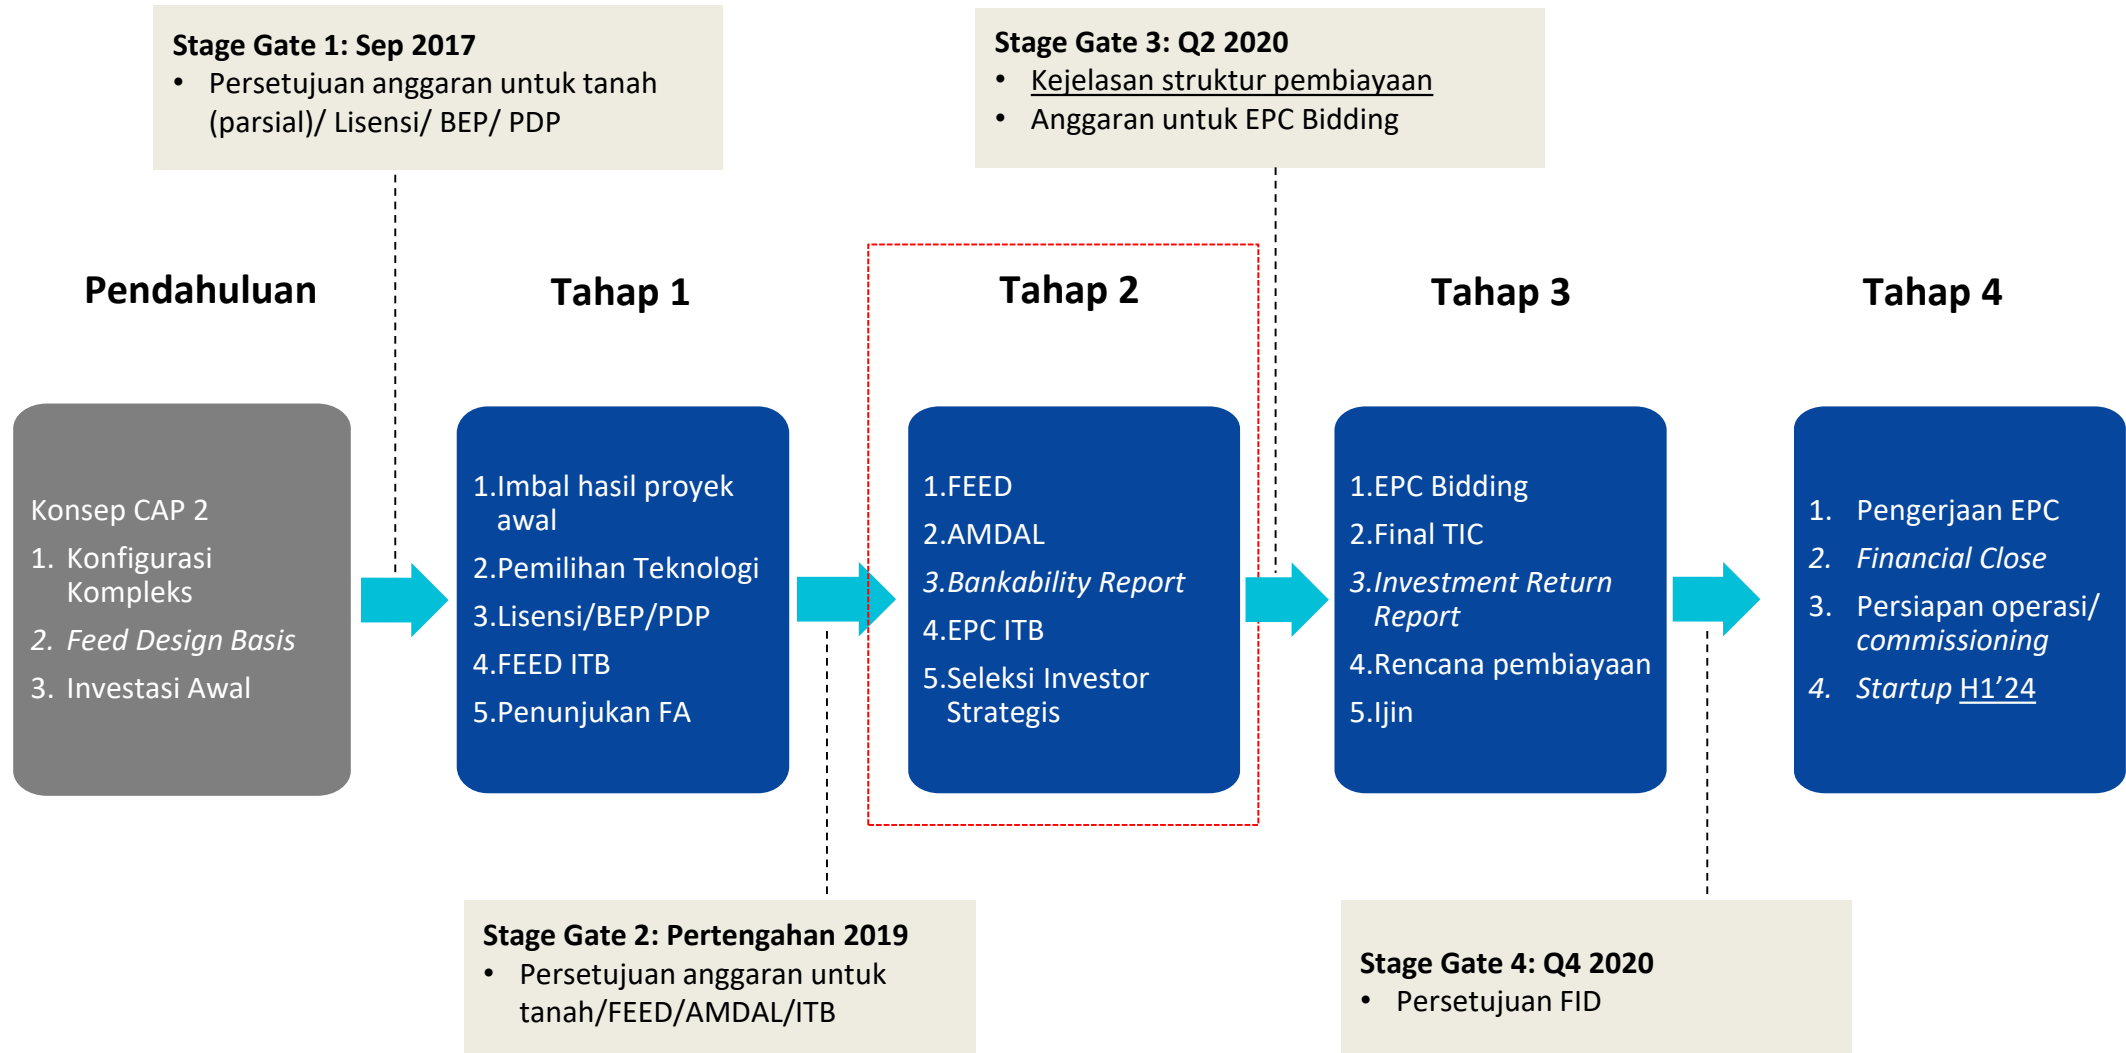 Stage Gate 1: Sep 2017
• Persetujuan anggaran untuk tanah
(parsial)/ Lisensi/ BEP/ PDP
Stage Gate 3: Q2 2020
• Kejelasan struktur pembiayaan
• Anggaran untuk EPC Bidding
Pendahuluan
Tahap 1
Tahap 2
Tahap 3
Tahap 4
Konsep CAP 2
1. Konfigurasi
Kompleks
2. Feed Design Basis
3. Investasi Awal
1.Imbal hasil proyek
awal
2.Pemilihan Teknologi
3.Lisensi/BEP/PDP
4.FEED ITB
5.Penunjukan FA
1.FEED
2.AMDAL
3.Bankability Report
4.EPC ITB
5.Seleksi Investor
Strategis
1.EPC Bidding
2.Final TIC
3.Investment Return
Report
4.Rencana pembiayaan
5.Ijin
1. Pengerjaan EPC
2. Financial Close
3. Persiapan operasi/
commissioning
4. Startup H1’24
Stage Gate 2: Pertengahan 2019
• Persetujuan anggaran untuk
tanah/FEED/AMDAL/ITB
Stage Gate 4: Q4 2020
• Persetujuan FID